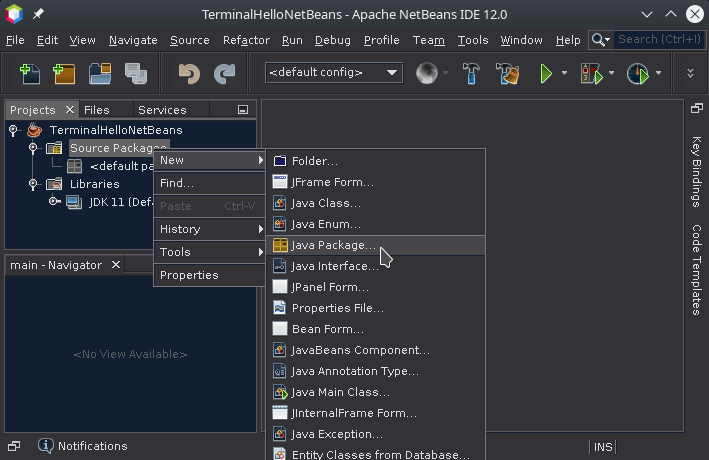 TerminalHelloNetBeans - Apache NetBeans IDE 12.0
File Edit View Navigate Source Refactor Run Debug Profile Team Tools Window Help Search (Ctrl+I)
<default config>
Projects Files Services
TerminalHelloNetBeans
Source Packages
<default pa
Libraries
JDK 11 (Defa
New
Find...
Paste Ctrl-V
History
Tools
Properties
Folder...
JFrame Form...
Java Class...
Java Enum...
Java Package...
Java Interface...
JPanel Form...
Properties File...
Bean Form...
JavaBeans Component...
Java Annotation Type...
Java Main Class...
JInternalFrame Form...
Java Exception...
Entity Classes from Database...
main - Navigator
<No View Available>
Key Bindings
Code Templates
Notifications
INS